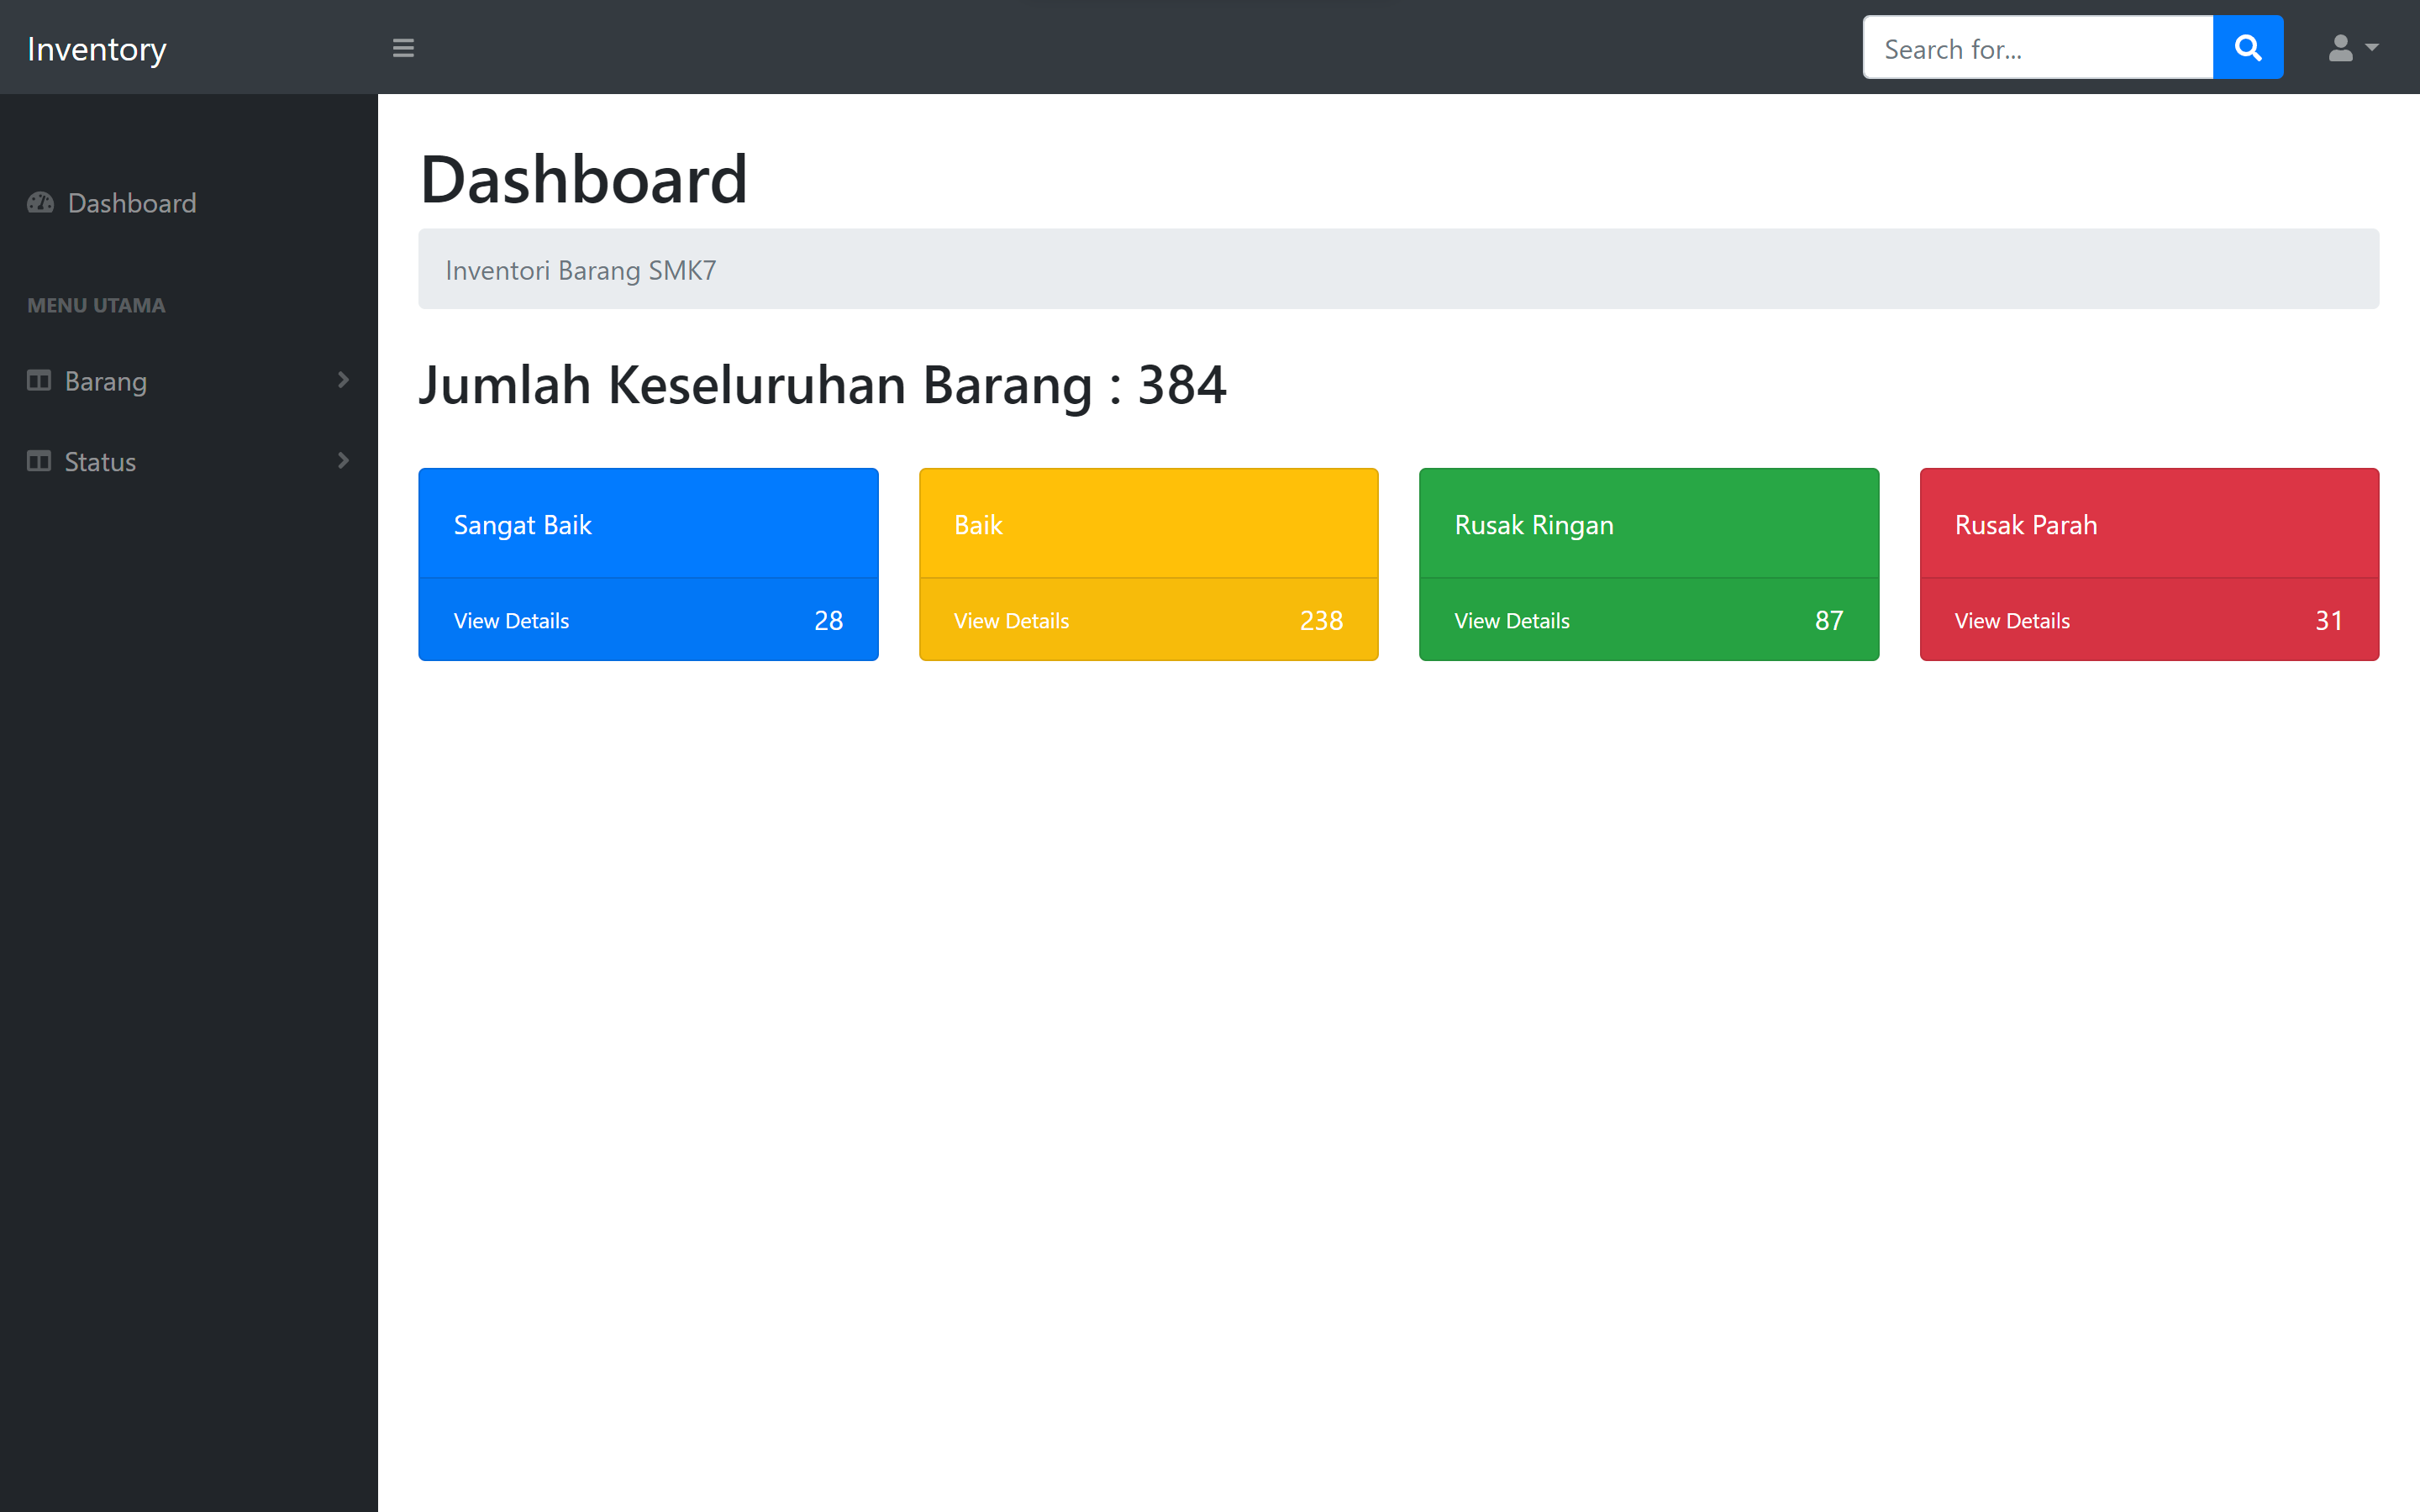 Inventory
Search for...
Dashboard
MENU UTAMA
Barang
Status
Dashboard
Inventori Barang SMK7
Jumlah Keseluruhan Barang : 384
Sangat Baik
View Details 28
Baik
View Details 238
Rusak Ringan
View Details 87
Rusak Parah
View Details 31